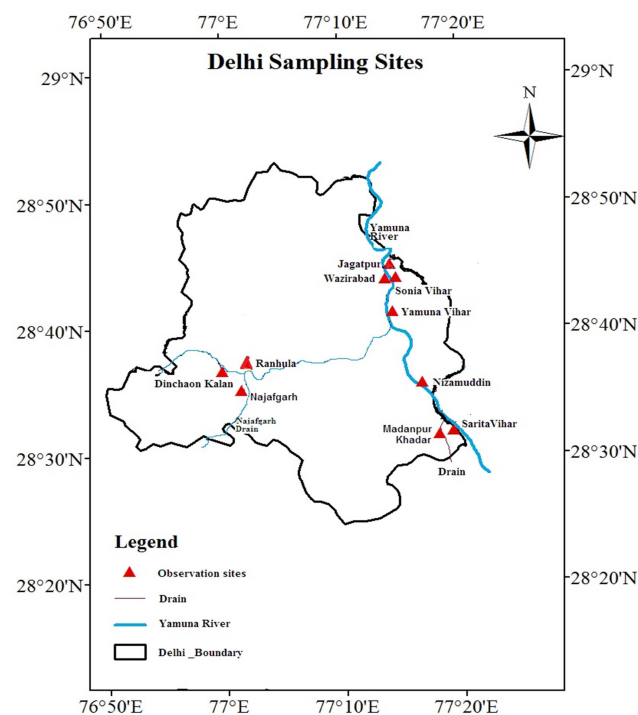 76°50'E 77°0'E 77°10'E 77°20'E
Delhi Sampling Sites
29°N 29°N
N
28°50'N 28°50'N
Yamuna
River
Jagatpur
Wazirabad
Sonia Vihar
Yamuna Vihar
28°40'N 28°40'N
Ranhula
Dinchaon Kalan
Nizamuddin
Najafgarh
Najafgarh
Drain
SaritaVihar
Madanpur
Khadar
28°30'N 28°30'N
Drain
Legend
Observation sites
28°20'N 28°20'N
Drain
Yamuna River
Delhi _Boundary
76°50'E 77°0'E 77°10'E 77°20'E